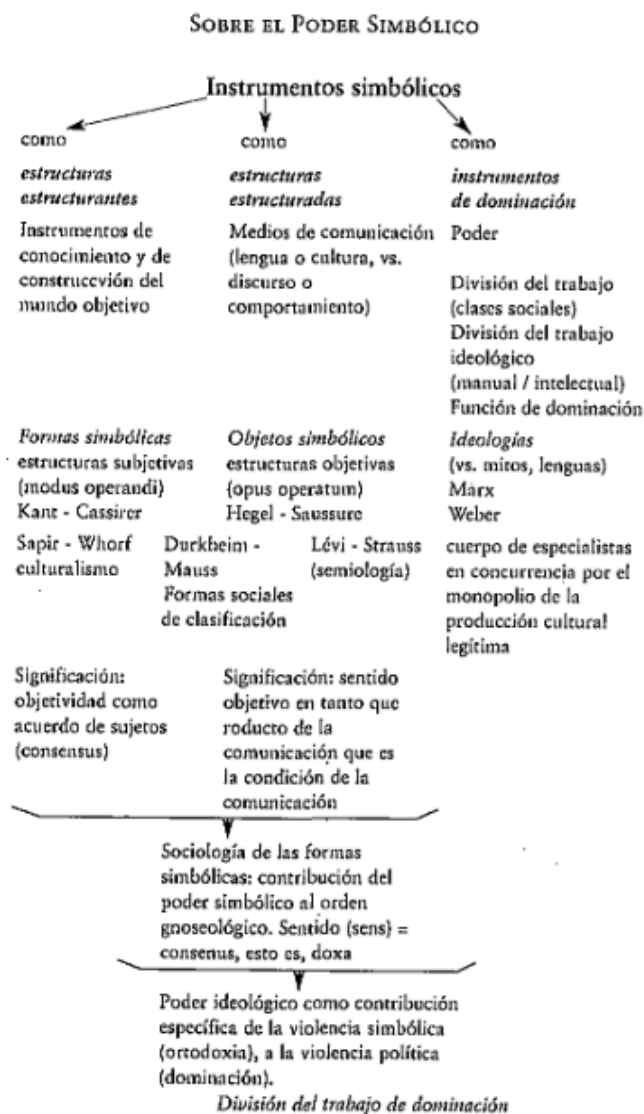 SOBRE EL PODER SIMBÓLICO
Instrumentos simbólicos
como
estructuras
estructurantes
Instrumentos de
conocimiento y de
construccvión del
mundo objetivo
Formas simbólicas
estructuras subjetivas
(modus operandi)
Kant - Cassirer
Sapir - Whorf
culturalismo
Significación:
objetividad como
acuerdo de sujetos
(consensus)
como
estructuras
estructuradas
Medios de comunicación
(lengua o cultura, vs.
discurso o
comportamiento)
Objetos simbólicos
estructuras objetivas
(opus operatum)
Hegel - Saussure
Durkheim -
Mauss
Formas sociales
de clasificación
Lévi - Strauss
(semiología)
Significación: sentido
objetivo en tanto que
roducto de la
comunicación que es
la condición de la
comunicación
como
instrumentos
de dominación
Poder
División del trabajo
(clases sociales)
División del trabajo
ideológico
(manual / intelectual)
Función de dominación
Ideologías
(vs. mitos, lenguas)
Marx
Weber
cuerpo de especialistas
en concurrencia por el
monopolio de la
producción cultural
legítima
Sociología de las formas
simbólicas: contribución del
poder simbólico al orden
gnoseológico. Sentido (sens) =
consenus, esto es, doxa
Poder ideológico como contribución
específica de la violencia simbólica
(ortodoxia), a la violencia política
(dominación).
División del trabajo de dominación